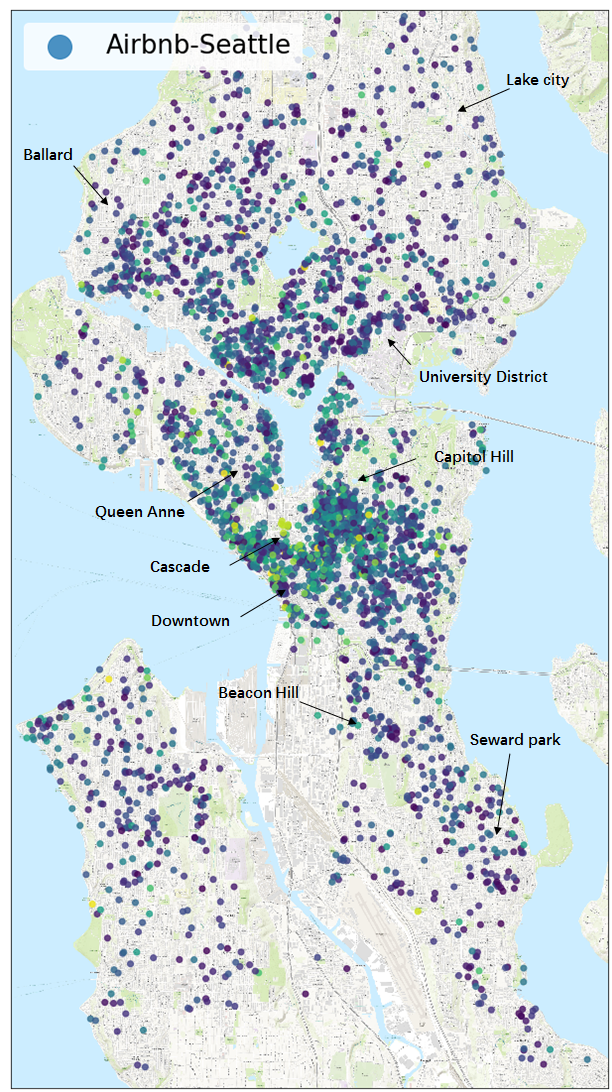 Airbnb-Seattle
Lake city
Ballard
University District
Capitol Hill
Queen Anne
Cascade
Downtown
Beacon Hill
Seward park